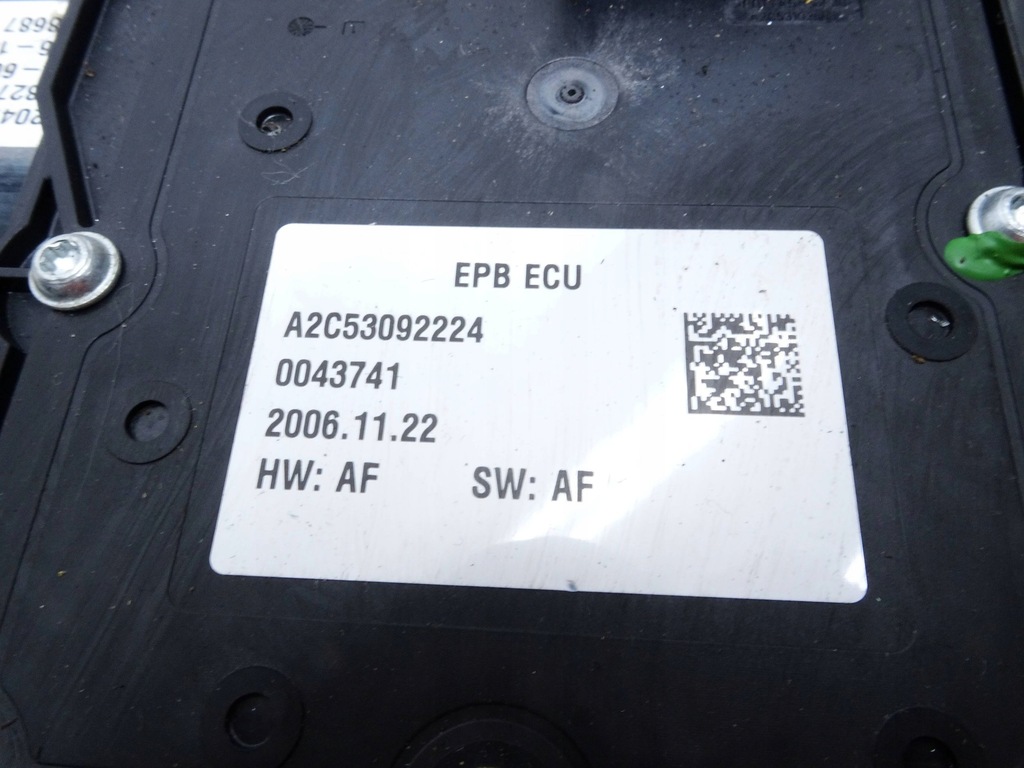 EPB ECU
A2C53092224
0043741
2006.11.22
HW: AF SW: AF